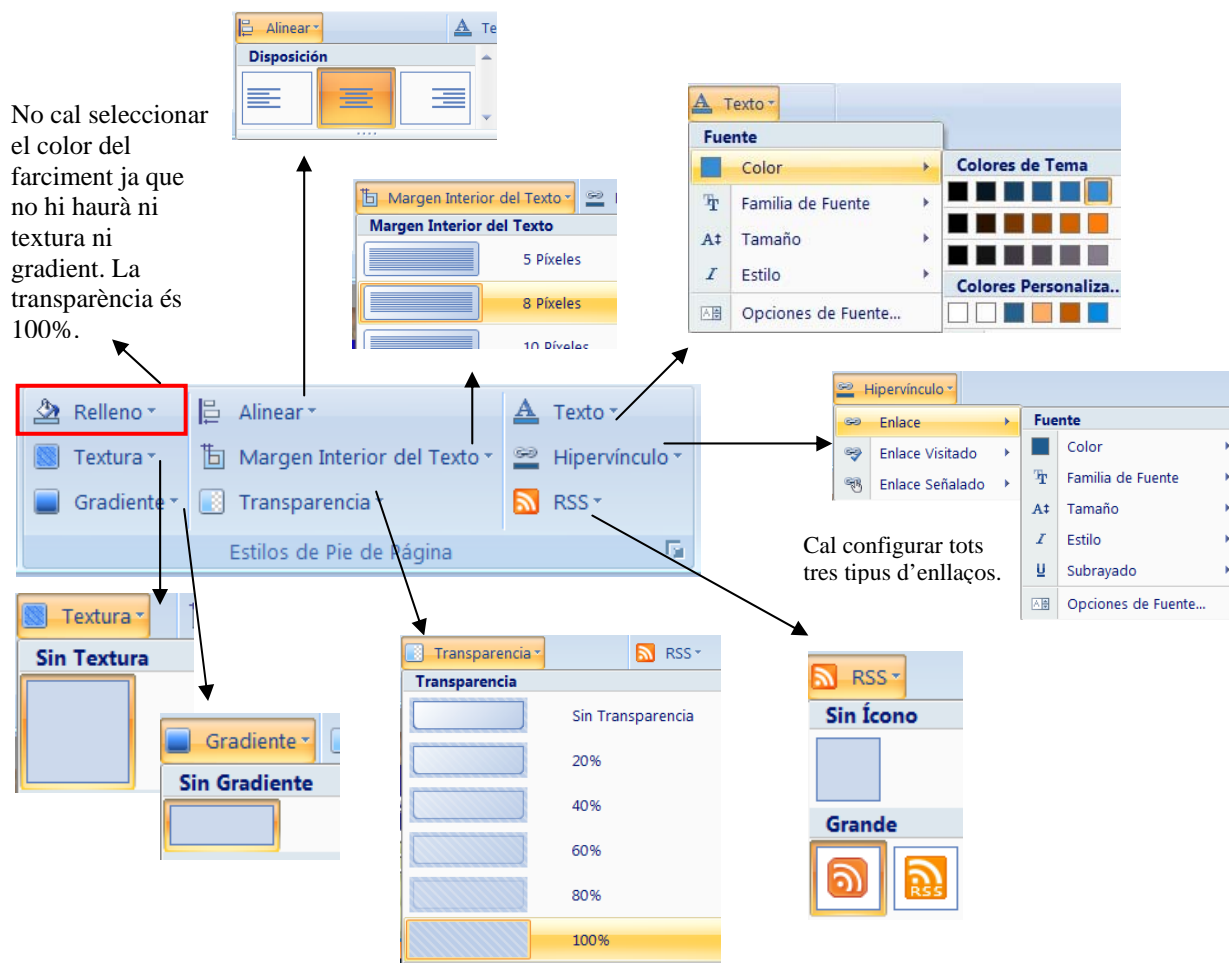 Alinear
Te
Disposición
No cal seleccionar
el color del
farciment ja que
no hi haurà ni
textura ni
gradient. La
transparència és
100%.
Margen Interior del Texto
Margen Interior del Texto
5 Píxeles
8 Píxeles
10 Píxeles
Texto
Fuente
Color
Familia de Fuente
Tamaño
Estilo
Opciones de Fuente...
Colores de Tema
Colores Personaliza..
Relleno
Alinear
Texto
Textura
Margen Interior del Texto
Hipervínculo
Gradiente
Transparencia
RSS
Estilos de Pie de Página
Hipervínculo
Enlace
Enlace Visitado
Enlace Señalado
Fuente
Color
Familia de Fuente
Tamaño
Estilo
Subrayado
Opciones de Fuente...
Cal configurar tots
tres tipus d’enllaços.
Textura
Sin Textura
Gradiente
Sin Gradiente
Transparencia
RSS
Transparencia
Sin Transparencia
20%
40%
60%
80%
100%
RSS
Sin Ícono
Grande
RSS